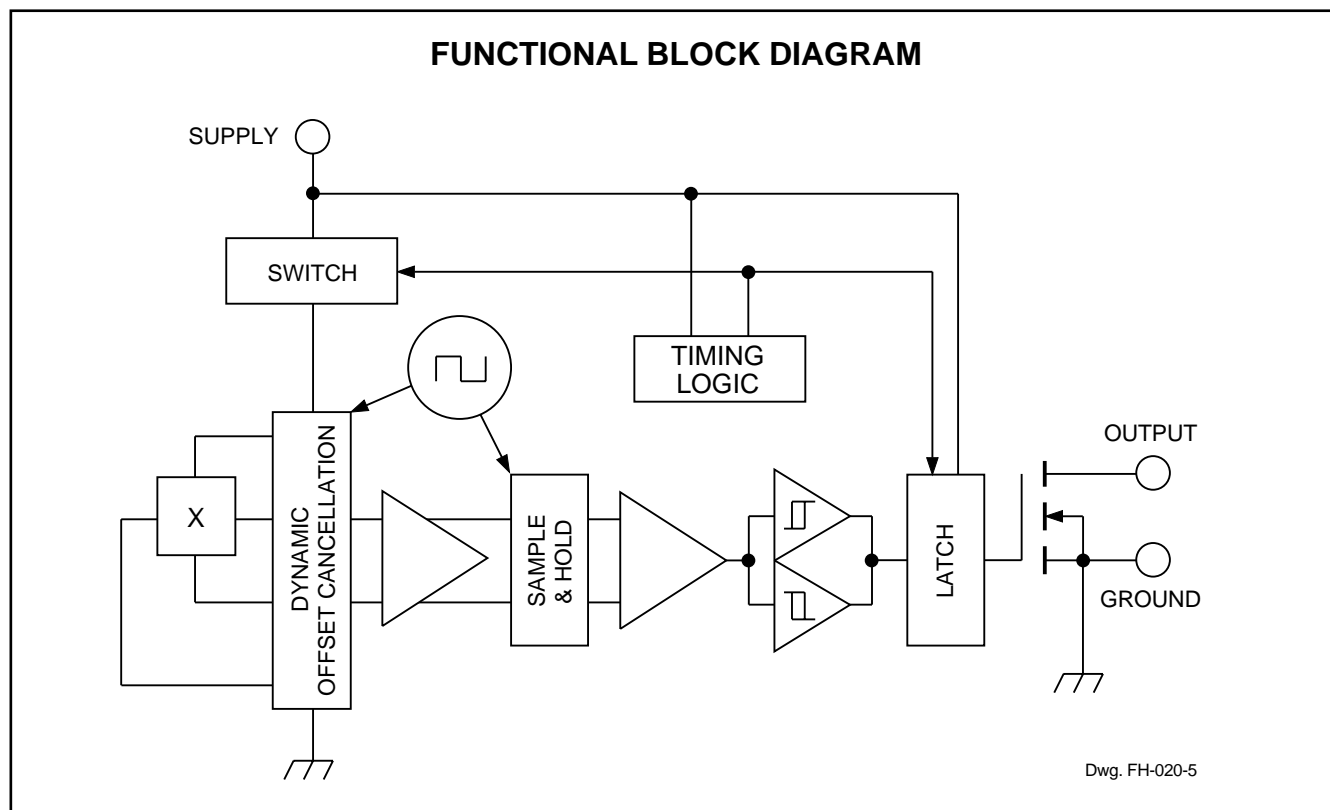 FUNCTIONAL BLOCK DIAGRAM
SUPPLY
SWITCH
TIMING
LOGIC
X
DYNAMIC
OFFSET CANCELLATION
SAMPLE
& HOLD
LATCH
OUTPUT
GROUND
Dwg. FH-020-5